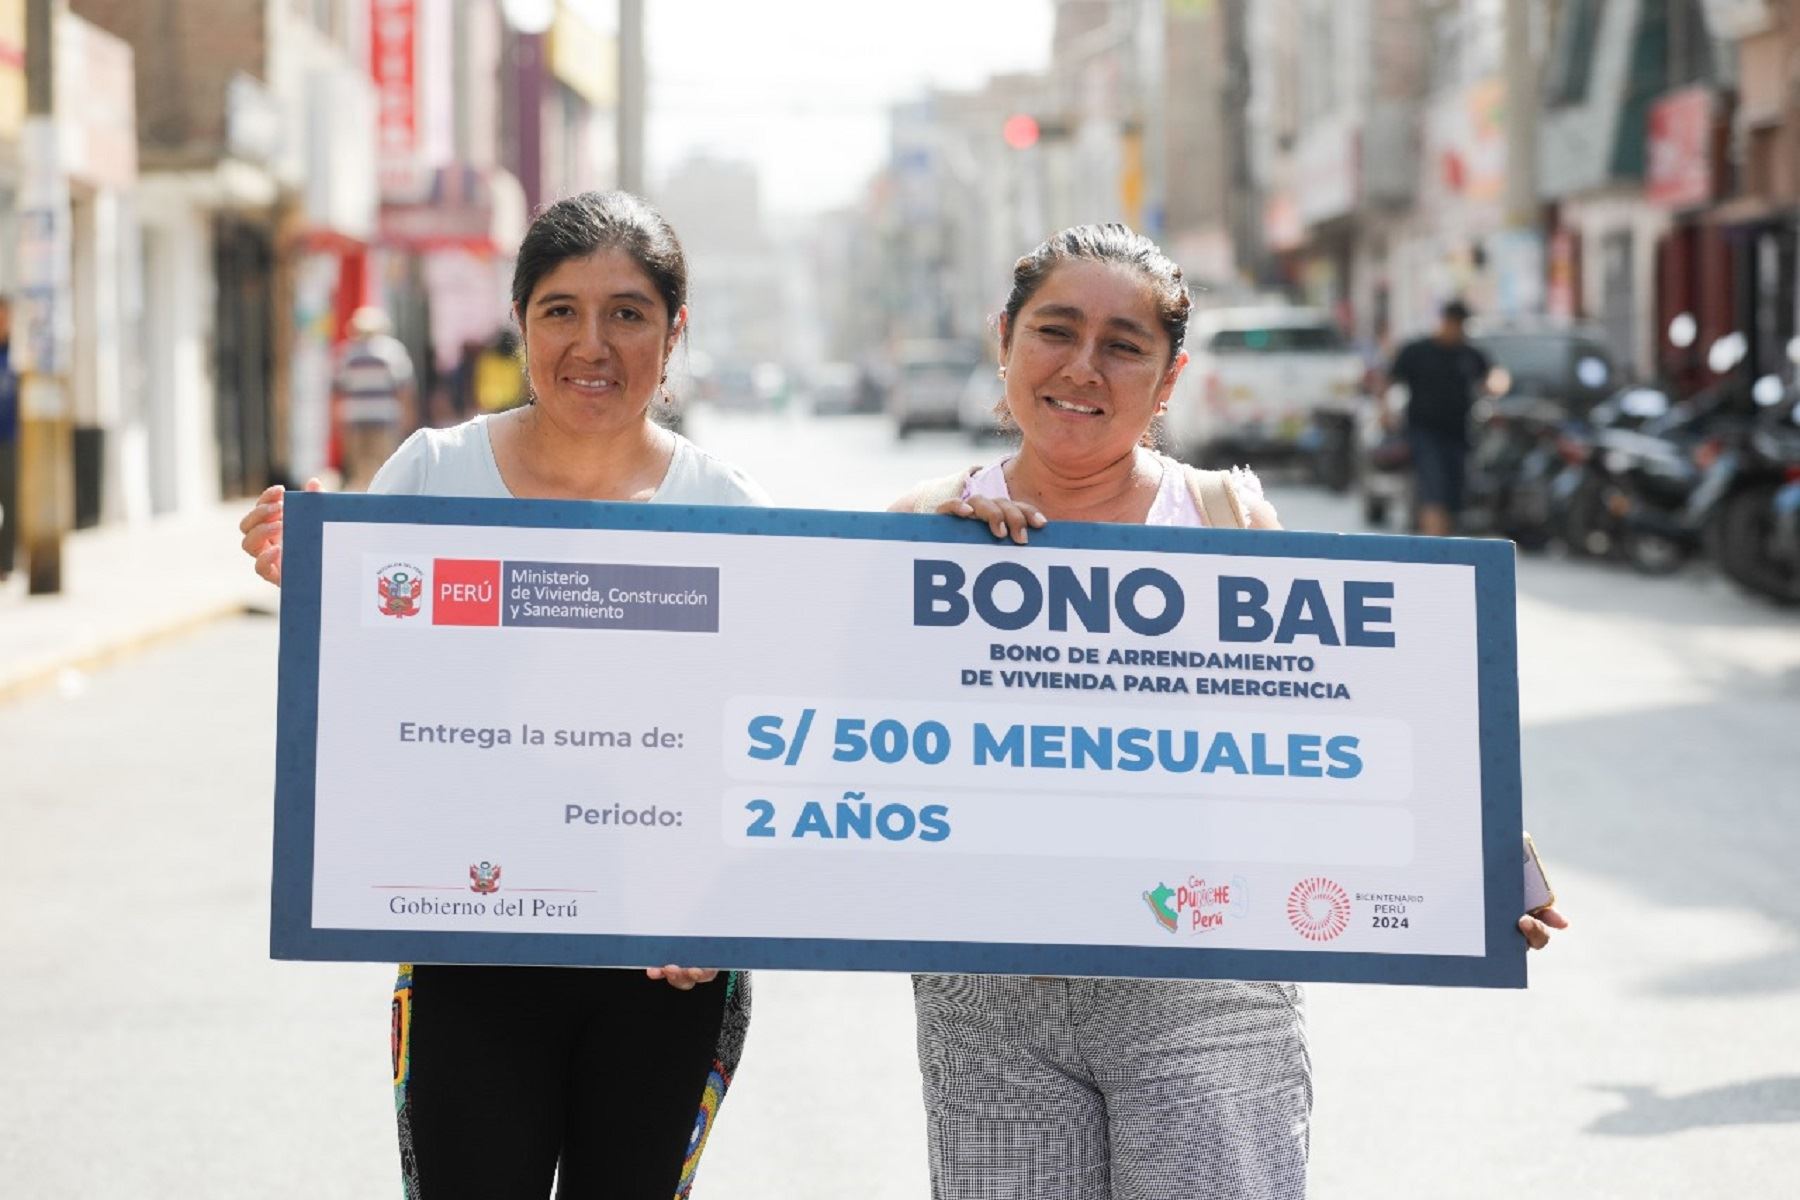 PERÚ
Ministerio
de Vivienda, Construcción
y Saneamiento
BONO BAE
BONO DE ARRENDAMIENTO
DE VIVIENDA PARA EMERGENCIA
Entrega la suma de: S/ 500 MENSUALES
Periodo: 2 AÑOS
Gobierno del Perú
Con
PUNCHE
Perú
BICENTENARIO
PERÚ
2024